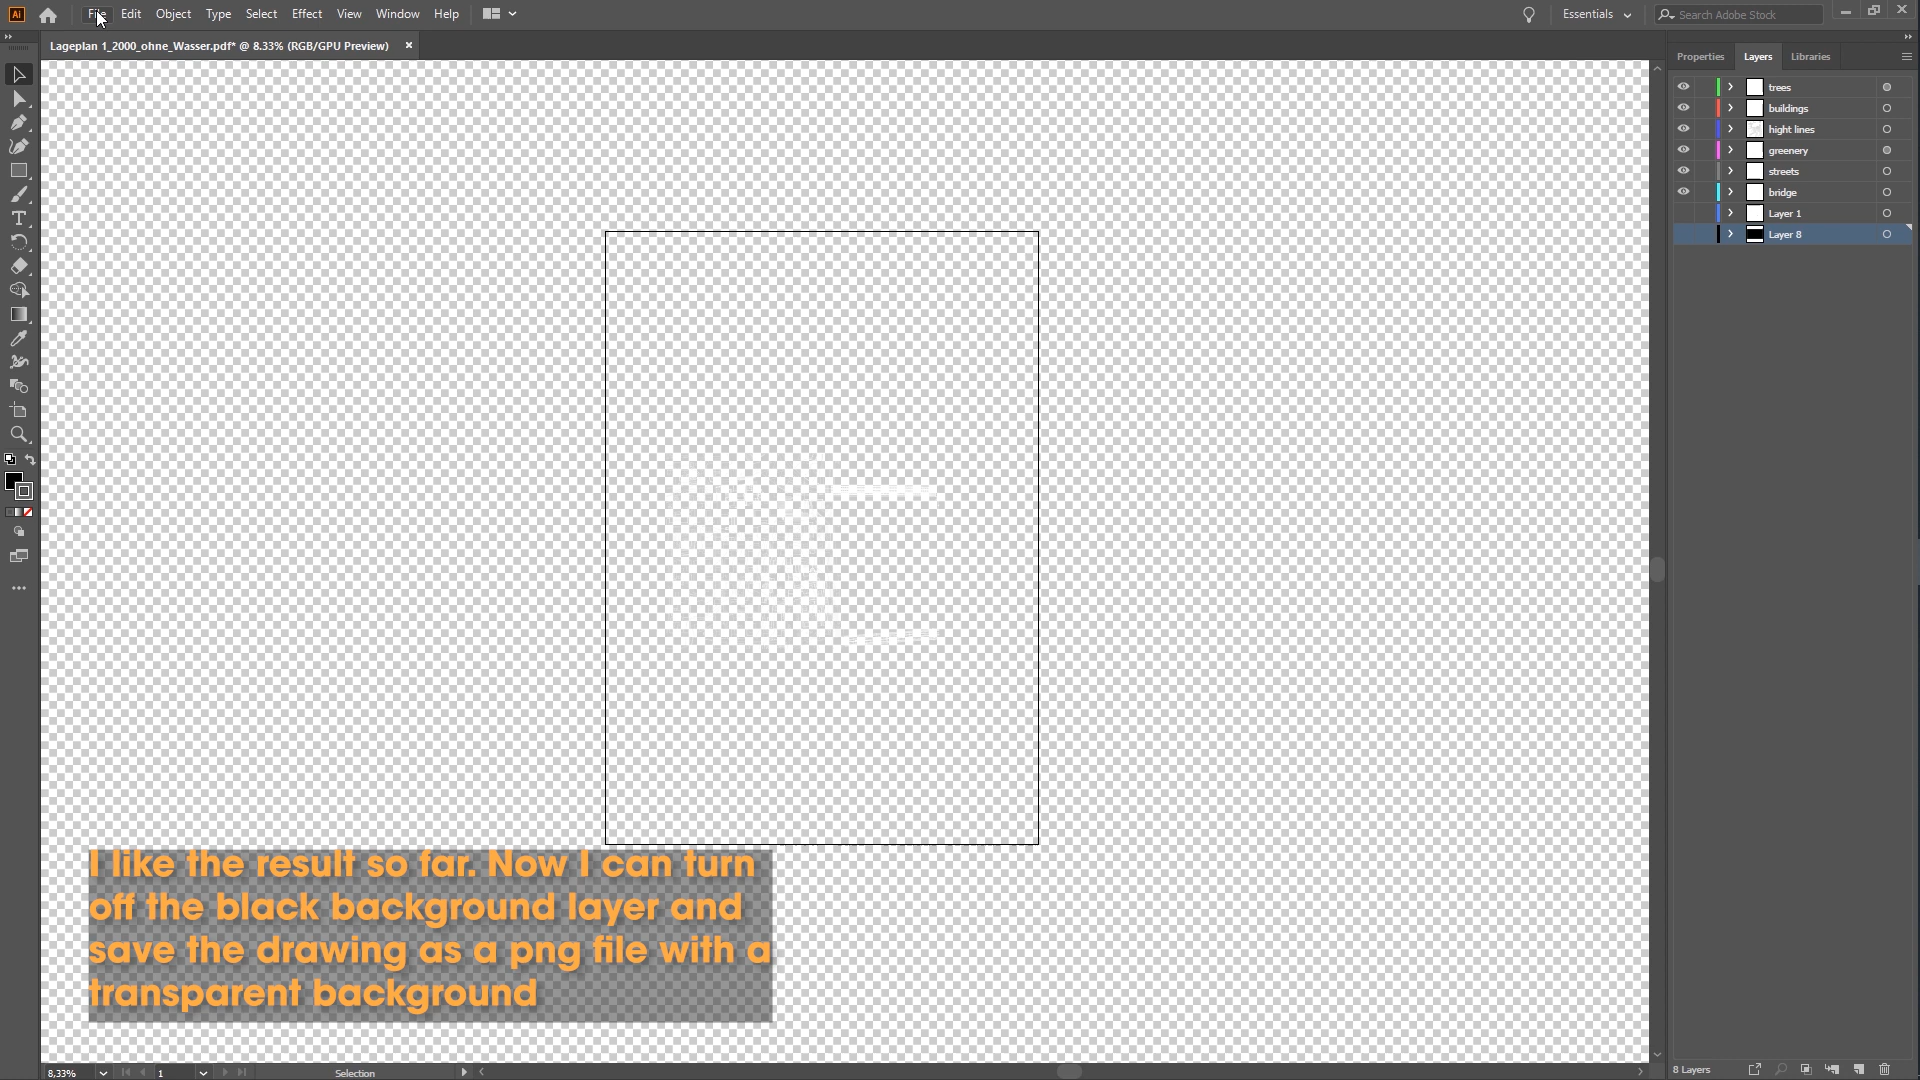 Ai File Edit Object Type Select Effect View Window Help Essentials Search Adobe Stock
Lageplan 1_2000_ohne_Wasser.pdf* @ 8.33% (RGB/GPU Preview) ×
Properties Layers Libraries
trees
buildings
hight lines
greenery
streets
bridge
Layer 1
Layer 8
I like the result so far. Now I can turn
off the black background layer and
save the drawing as a png file with a
transparent background
8,33% 1 Selection
8 Layers